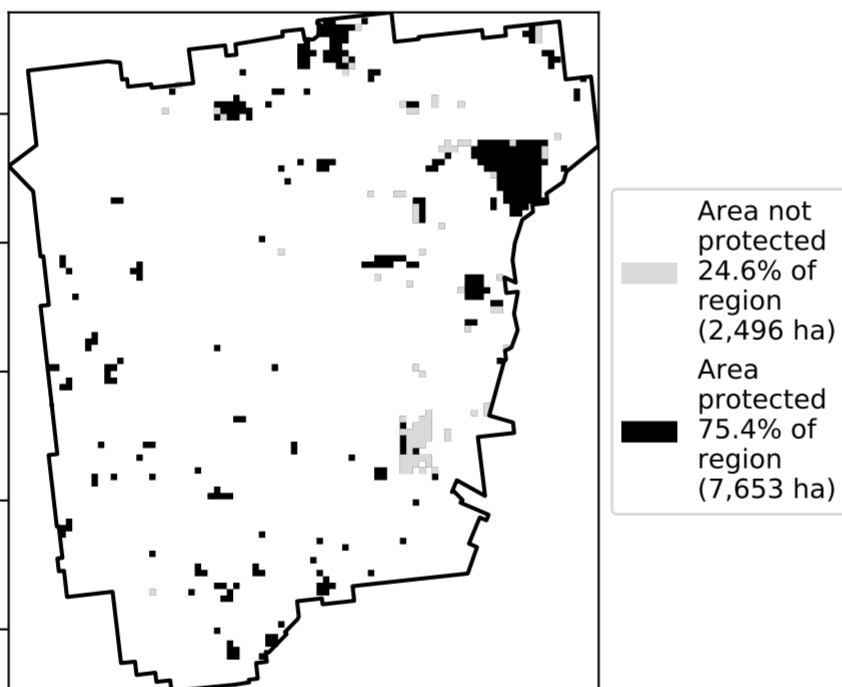 Area not
protected
24.6% of
region
(2,496 ha)
Area
protected
75.4% of
region
(7,653 ha)